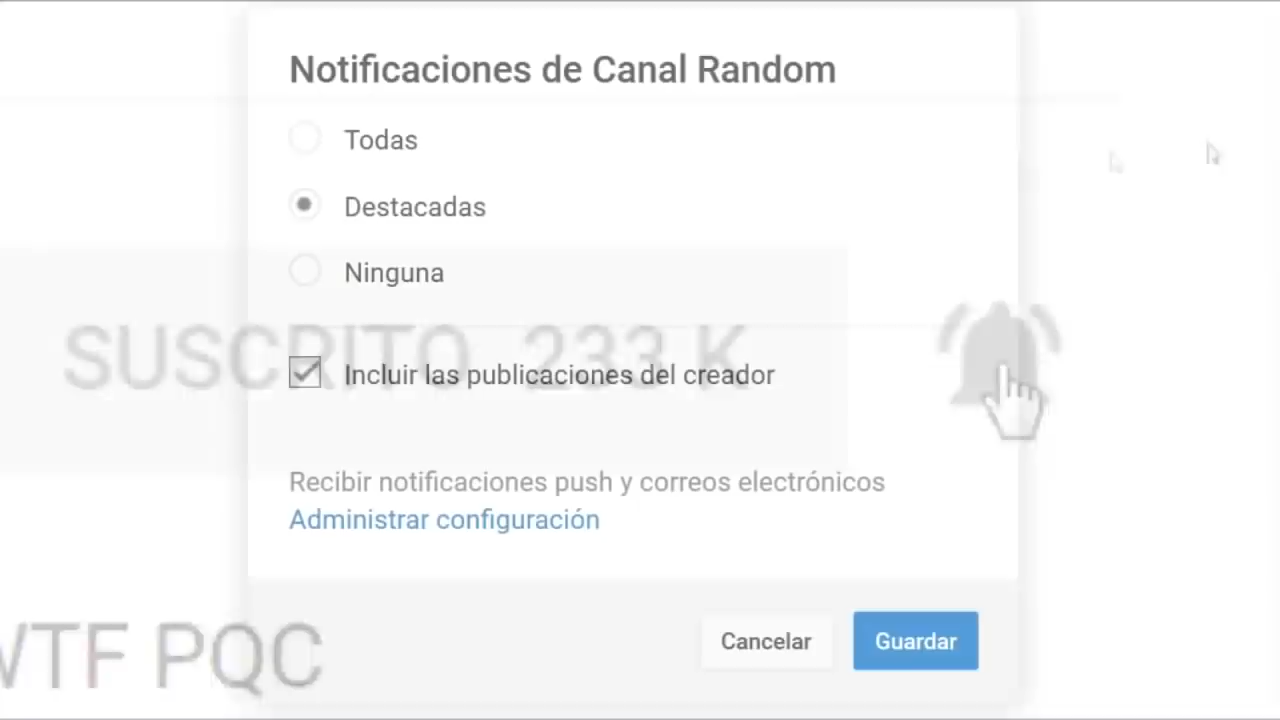 Notificaciones de Canal Random
Todas
Destacadas
Ninguna
SUSCRITO 233 K
Incluir las publicaciones del creador
Recibir notificaciones push y correos electrónicos
Administrar configuración
Cancelar
Guardar
WTF PQC